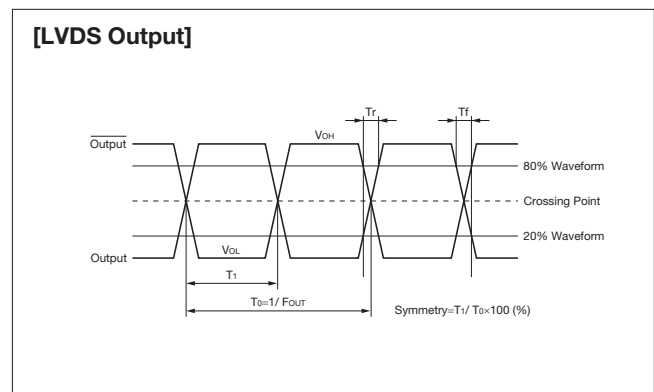 [LVDS Output]
Tr
Tf
Output
VOH
80% Waveform
Crossing Point
20% Waveform
Output
VOL
T1
T0=1/ FOUT
Symmetry=T1/ T0×100 (%)